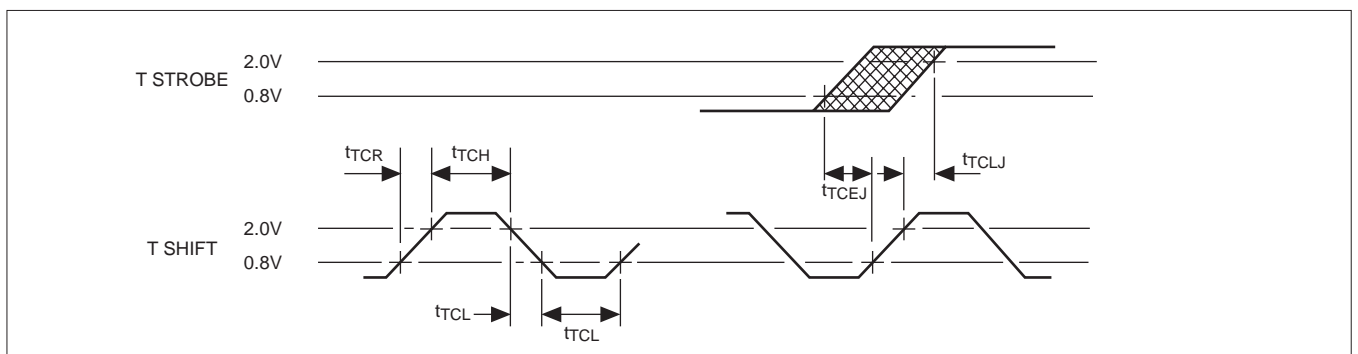 2.0V
T STROBE
0.8V
tTCR
tTCH
tTCLJ
tTCEJ
2.0V
T SHIFT
0.8V
tTCL
tTCL